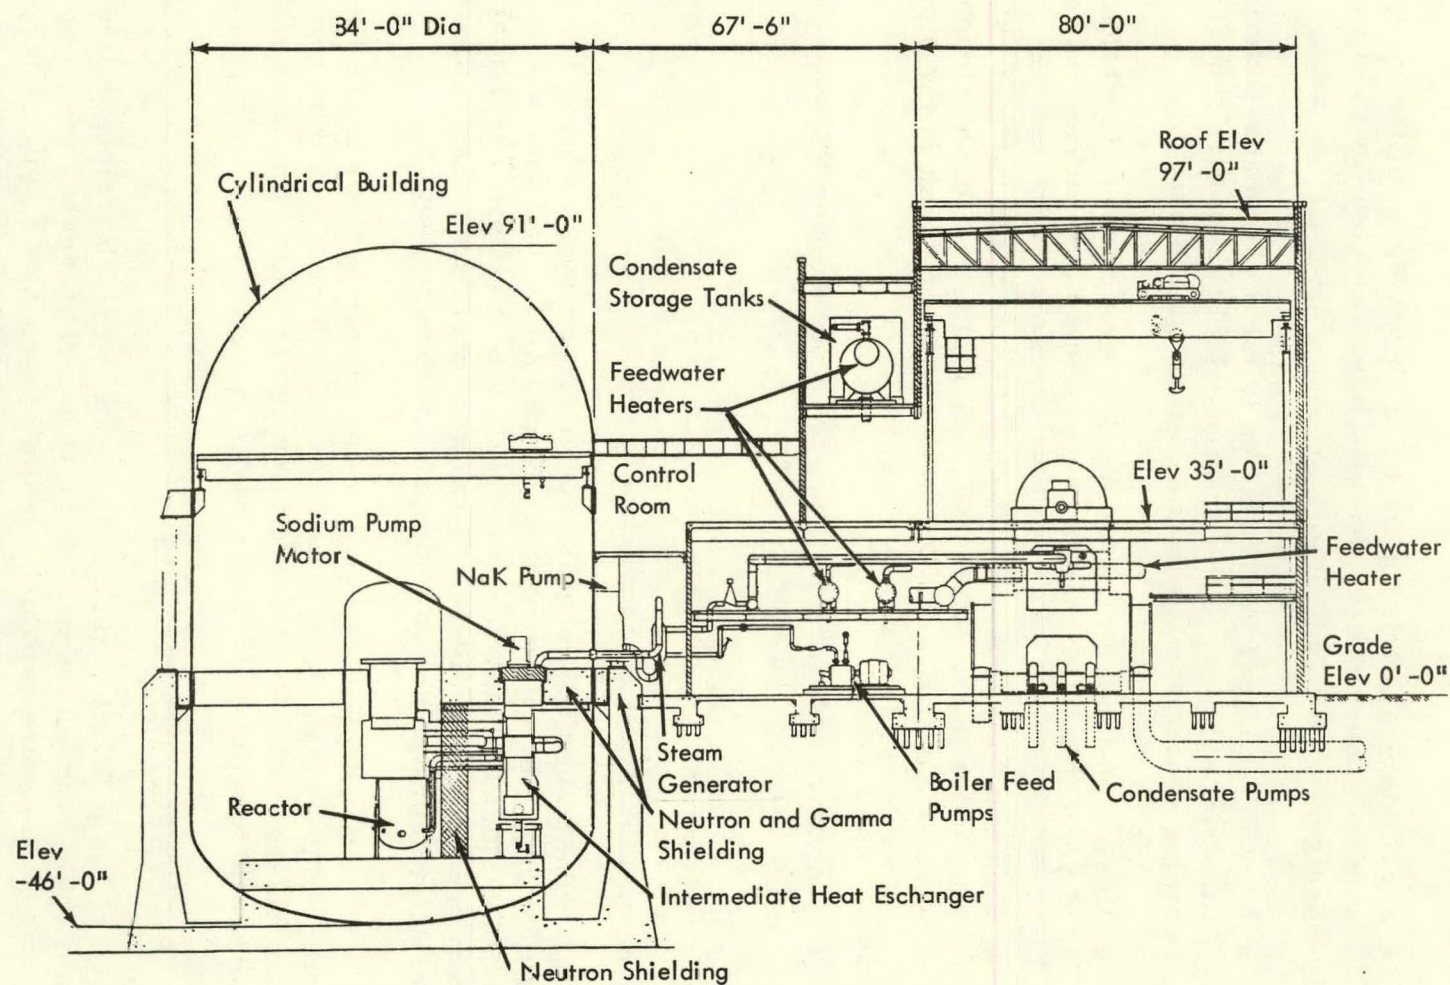 84'-0" Dia
67'-6"
80'-0"
Roof Elev
97'-0"
Cylindrical Building
Elev 91'-0"
Condensate
Storage Tanks
Feedwater
Heaters
Control
Room
Elev 35'-0"
Sodium Pump
Motor
NaK Pump
Feedwater
Heater
Grade
Elev 0'-0"
Steam
Generator
Boiler Feed
Pumps
Condensate Pumps
Reactor
Neutron and Gamma
Shielding
Elev
-46'-0"
Intermediate Heat Eschanger
Neutron Shielding